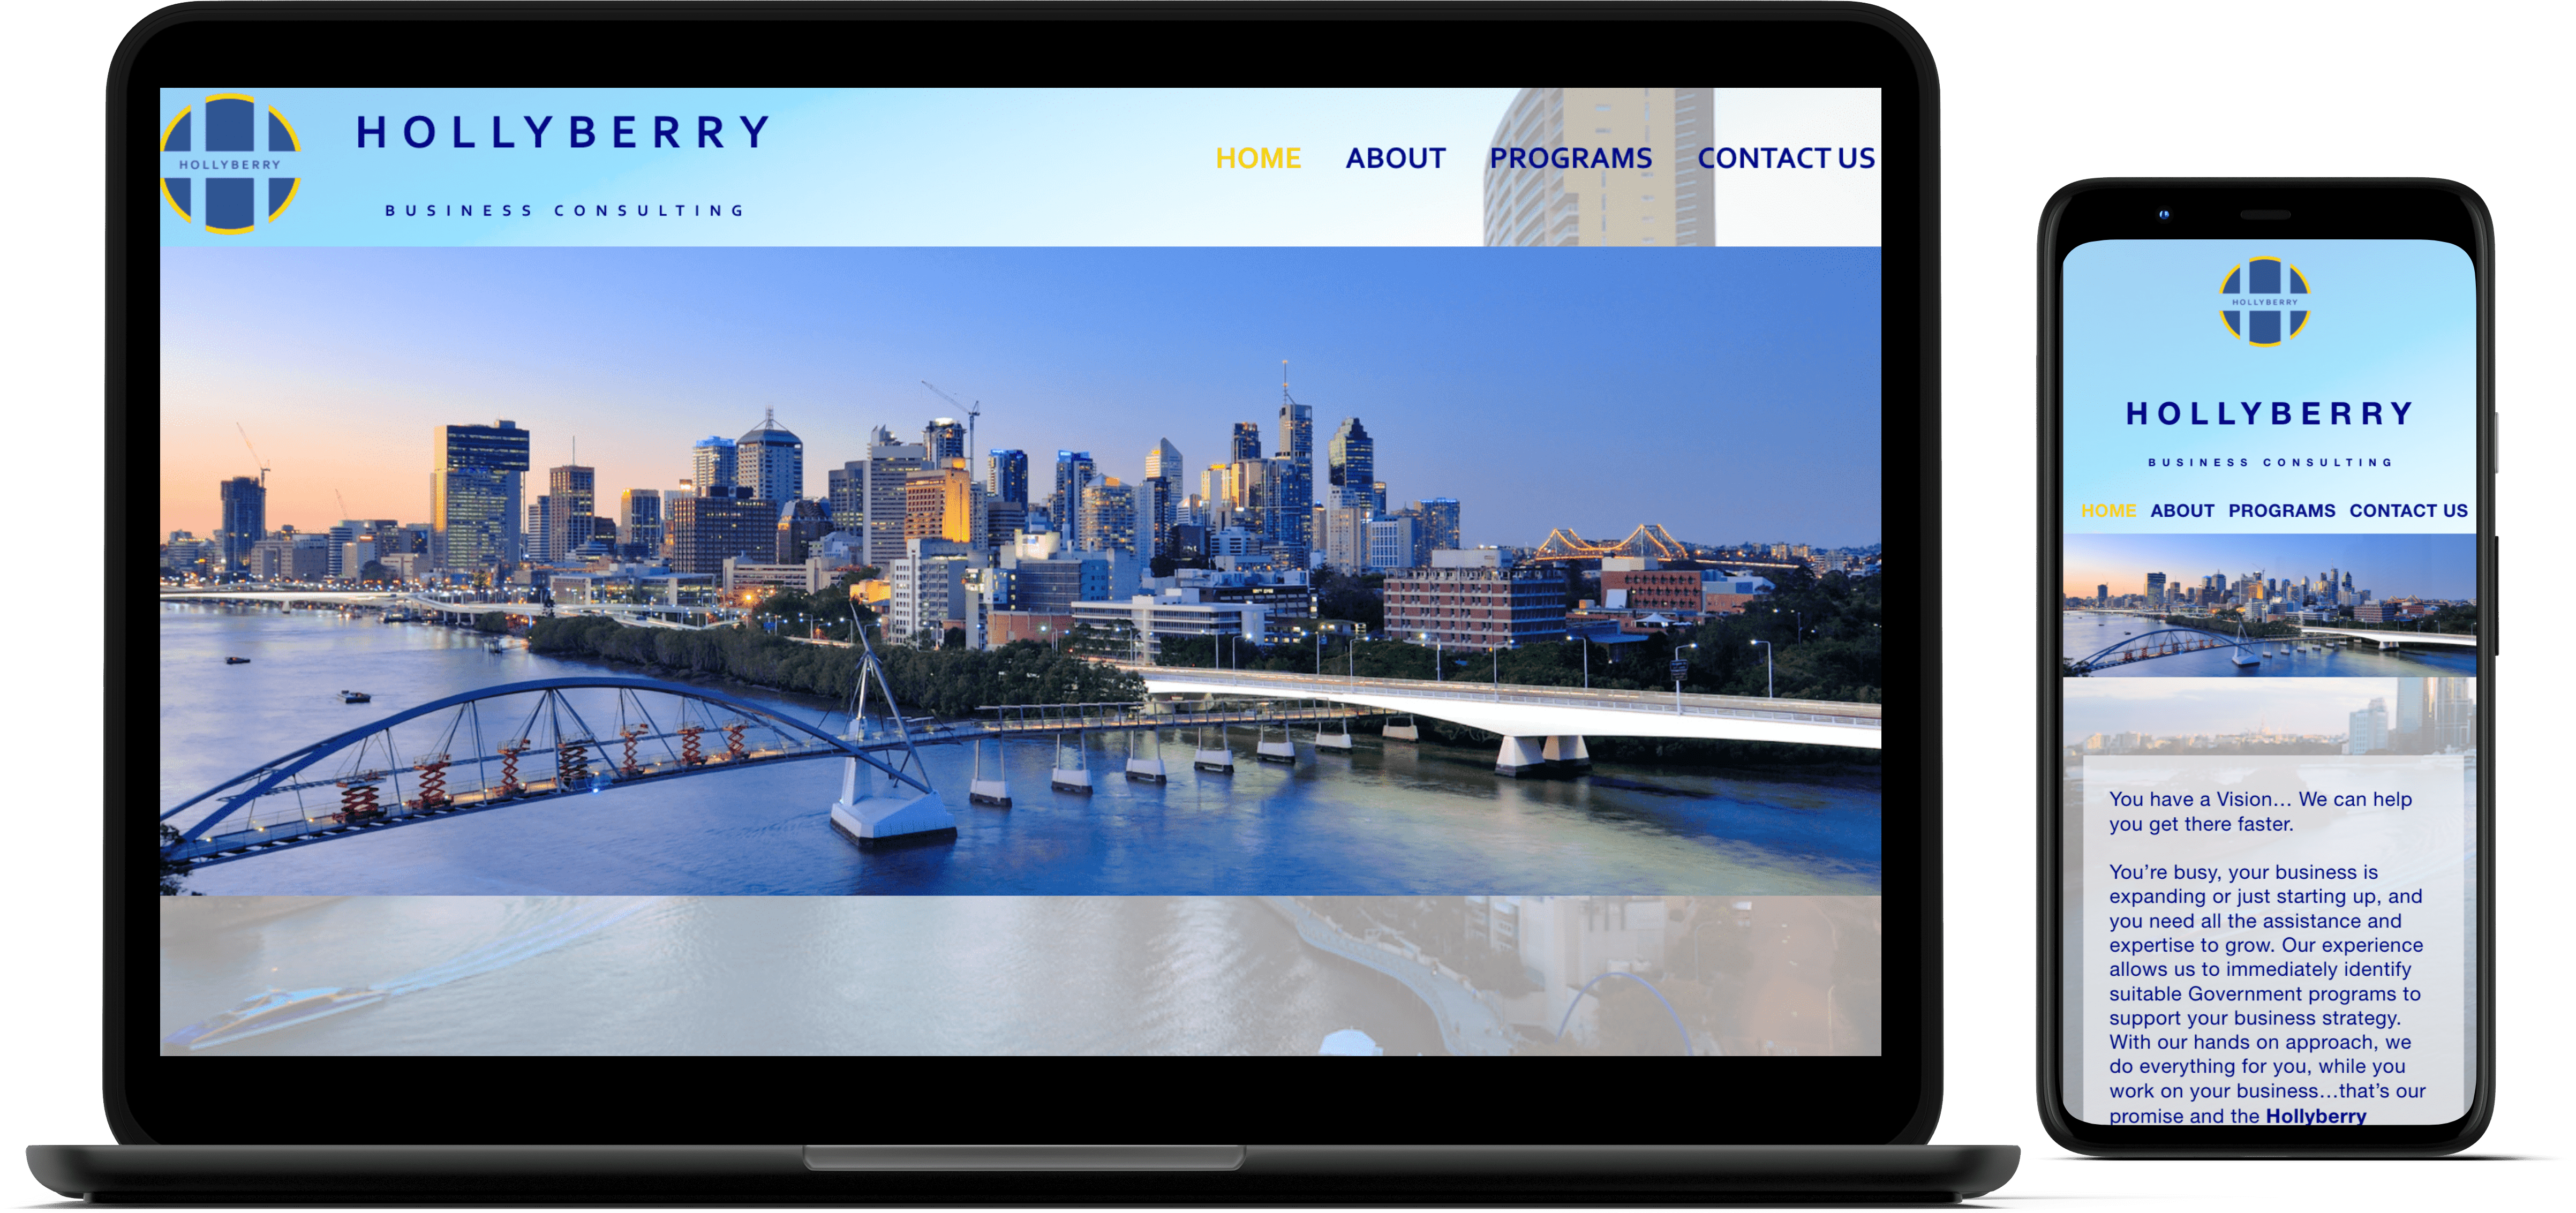 HOLLYBERRY
HOLLYBERRY
BUSINESS CONSULTING
HOME ABOUT PROGRAMS CONTACT US
HOLLYBERRY
HOLLYBERRY
BUSINESS CONSULTING
HOME ABOUT PROGRAMS CONTACT US
You have a Vision... We can help
you get there faster.
You’re busy, your business is
expanding or just starting up, and
you need all the assistance and
expertise to grow. Our experience
allows us to immediately identify
suitable Government programs to
support your business strategy.
With our hands on approach, we
do everything for you, while you
work on your business...that’s our
promise and the Hollyberry